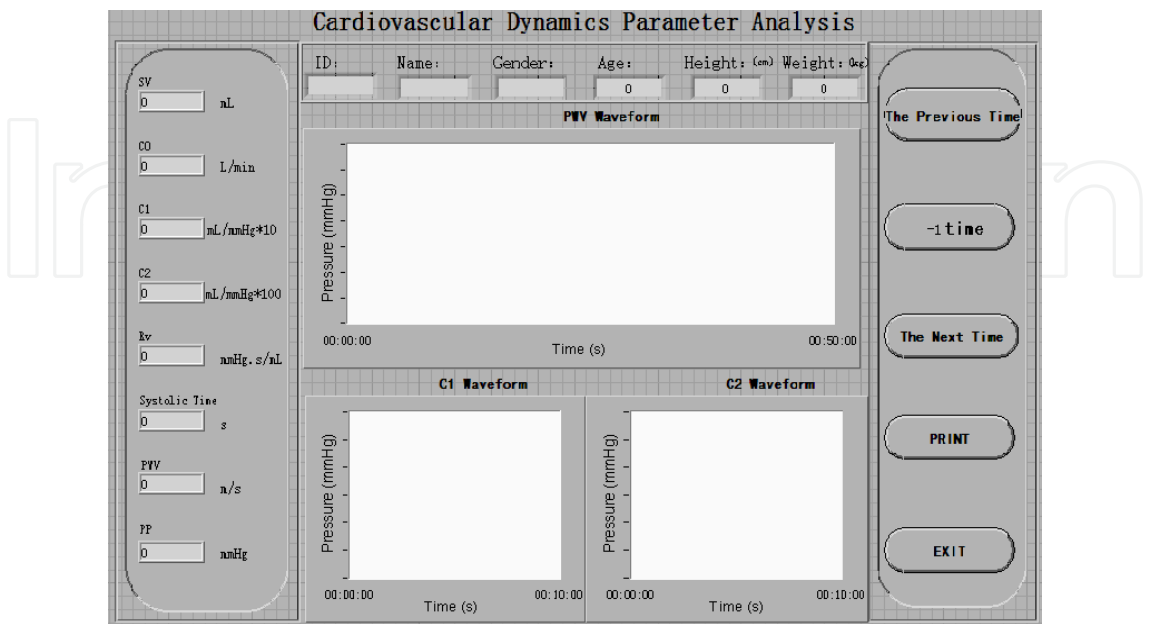 Cardiovascular Dynamics Parameter Analysis
SV
0 mL
CO
0 L/min
C1
0 mL/mmHg*10
C2
0 mL/mmHg*100
Rv
0 mmHg.s/mL
Systolic Time
0 s
PWV
0 m/s
PP
0 mmHg
ID: Name: Gender: Age: Height: (cm) Weight: (kg)
0 0 0
PWV Waveform
Pressure (mmHg)
00:00:00 00:50:00
Time (s)
C1 Waveform
Pressure (mmHg)
00:00:00 00:10:00
Time (s)
C2 Waveform
Pressure (mmHg)
00:00:00 00:10:00
Time (s)
The Previous Time
-1time
The Next Time
PRINT
EXIT